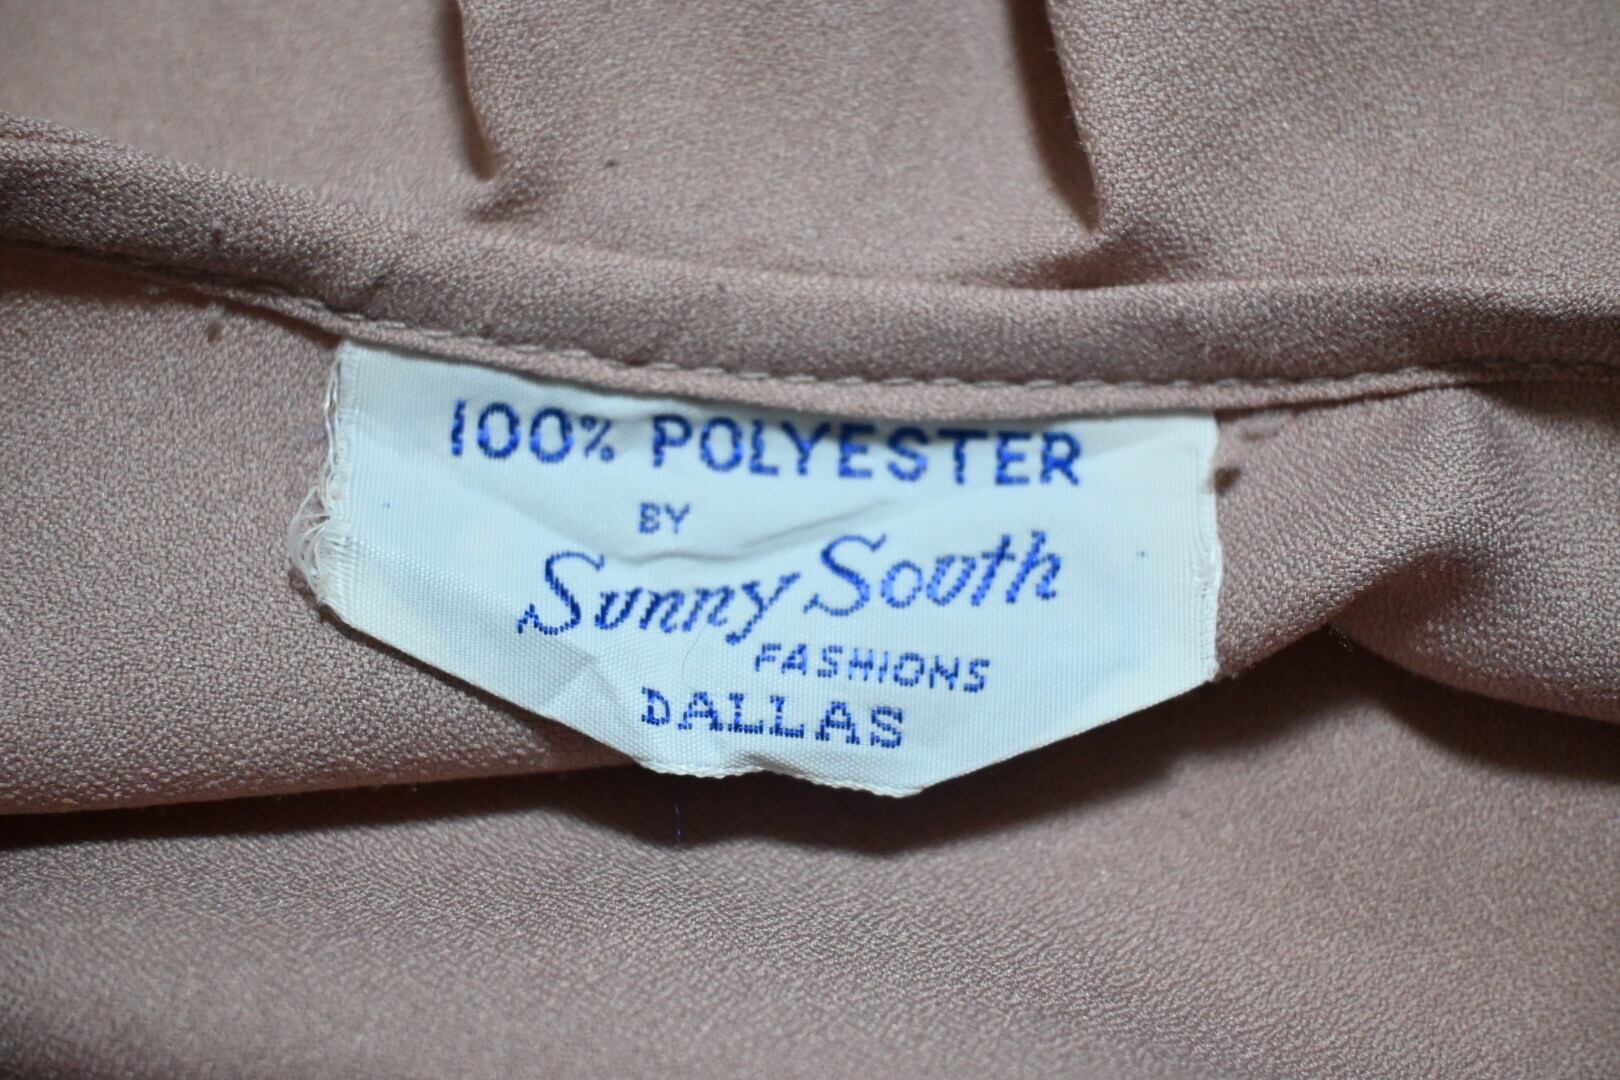 100% POLYESTER
BY
Sunny South
FASHIONS
DALLAS